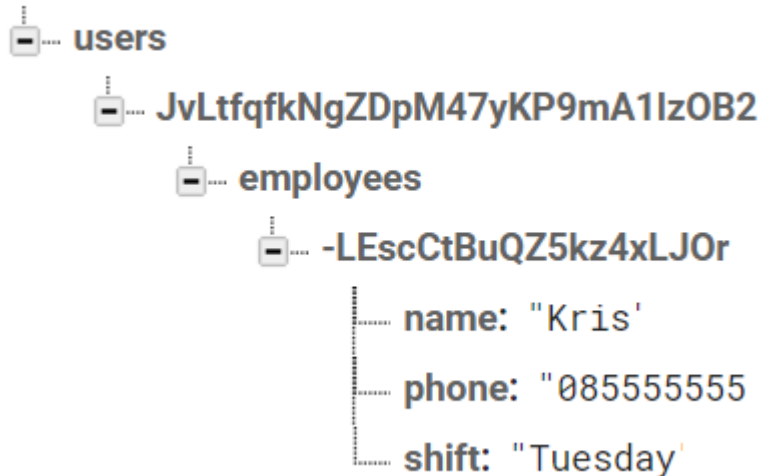 users
JvLtfqfkNgZDpM47yKP9mA1IzOB2
employees
-LEscCtBuQZ5kz4xLJOr
name: "Kris'
phone: "085555555
shift: "Tuesday'